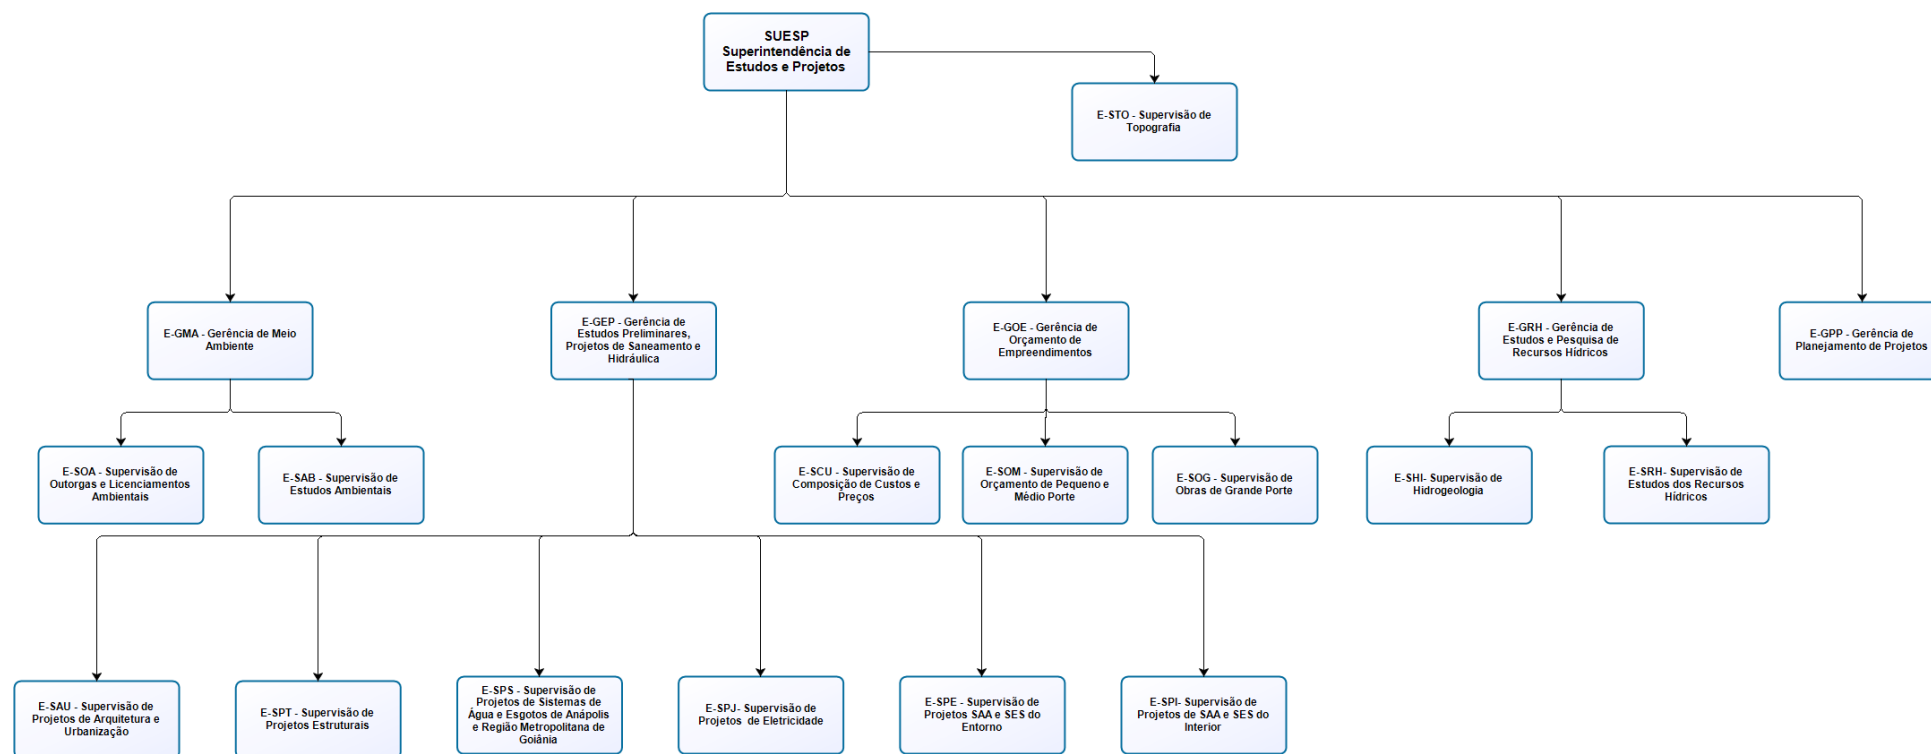 SUESP
Superintendência de
Estudos e Projetos
E-STO - Supervisão de
Topografia
E-GMA - Gerência de Meio
Ambiente
E-GEP - Gerência de
Estudos Preliminares,
Projetos de Saneamento e
Hidráulica
E-GOE - Gerência de
Orçamento de
Empreendimentos
E-GRH - Gerência de
Estudos e Pesquisa de
Recursos Hídricos
E-GPP - Gerência de
Planejamento de Projetos
E-SOA - Supervisão de
Outorgas e Licenciamentos
Ambientais
E-SAB - Supervisão de
Estudos Ambientais
E-SCU - Supervisão de
Composição de Custos e
Preços
E-SOM - Supervisão de
Orçamento de Pequeno e
Médio Porte
E-SOG - Supervisão de
Obras de Grande Porte
E-SHI- Supervisão de
Hidrogeologia
E-SRH- Supervisão de
Estudos dos Recursos
Hídricos
E-SAU - Supervisão de
Projetos de Arquitetura e
Urbanização
E-SPT - Supervisão de
Projetos Estruturais
E-SPS - Supervisão de
Projetos de Sistemas de
Água e Esgotos de Anápolis
e Região Metropolitana de
Goiânia
E-SPJ- Supervisão de
Projetos de Eletricidade
E-SPE - Supervisão de
Projetos SAA e SES do
Entorno
E-SPI- Supervisão de
Projetos de SAA e SES do
Interior